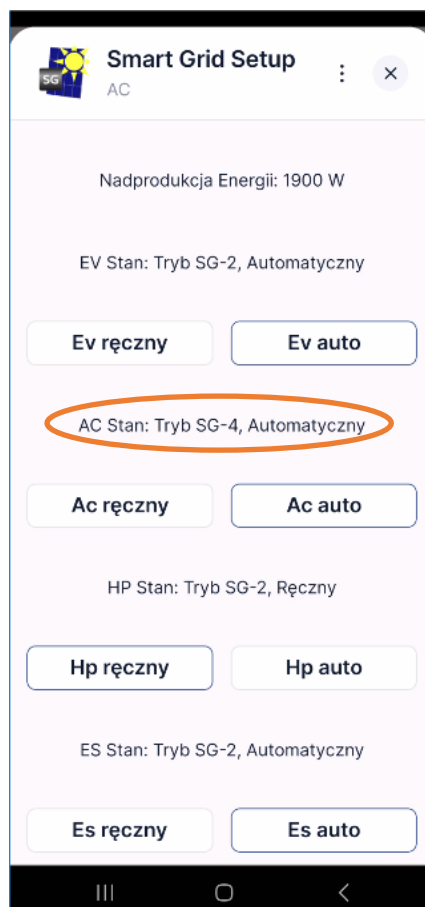 SG
Smart Grid Setup
AC
Nadprodukcja Energii: 1900 W
EV Stan: Tryb SG-2, Automatyczny
Ev ręczny
Ev auto
AC Stan: Tryb SG-4, Automatyczny
Ac ręczny
Ac auto
HP Stan: Tryb SG-2, Ręczny
Hp ręczny
Hp auto
ES Stan: Tryb SG-2, Automatyczny
Es ręczny
Es auto